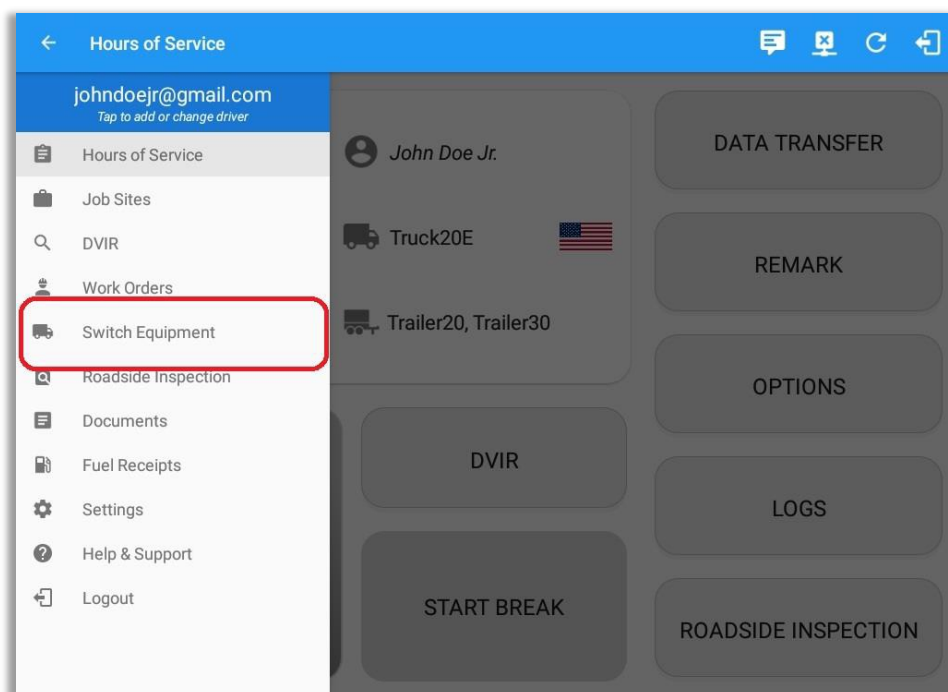 Hours of Service
johndoejr@gmail.com
Tap to add or change driver
Hours of Service
Job Sites
DVIR
Work Orders
Switch Equipment
Roadside Inspection
Documents
Fuel Receipts
Settings
Help & Support
Logout
John Doe Jr.
Truck20E
Trailer20, Trailer30
DVIR
START BREAK
DATA TRANSFER
REMARK
OPTIONS
LOGS
ROADSIDE INSPECTION